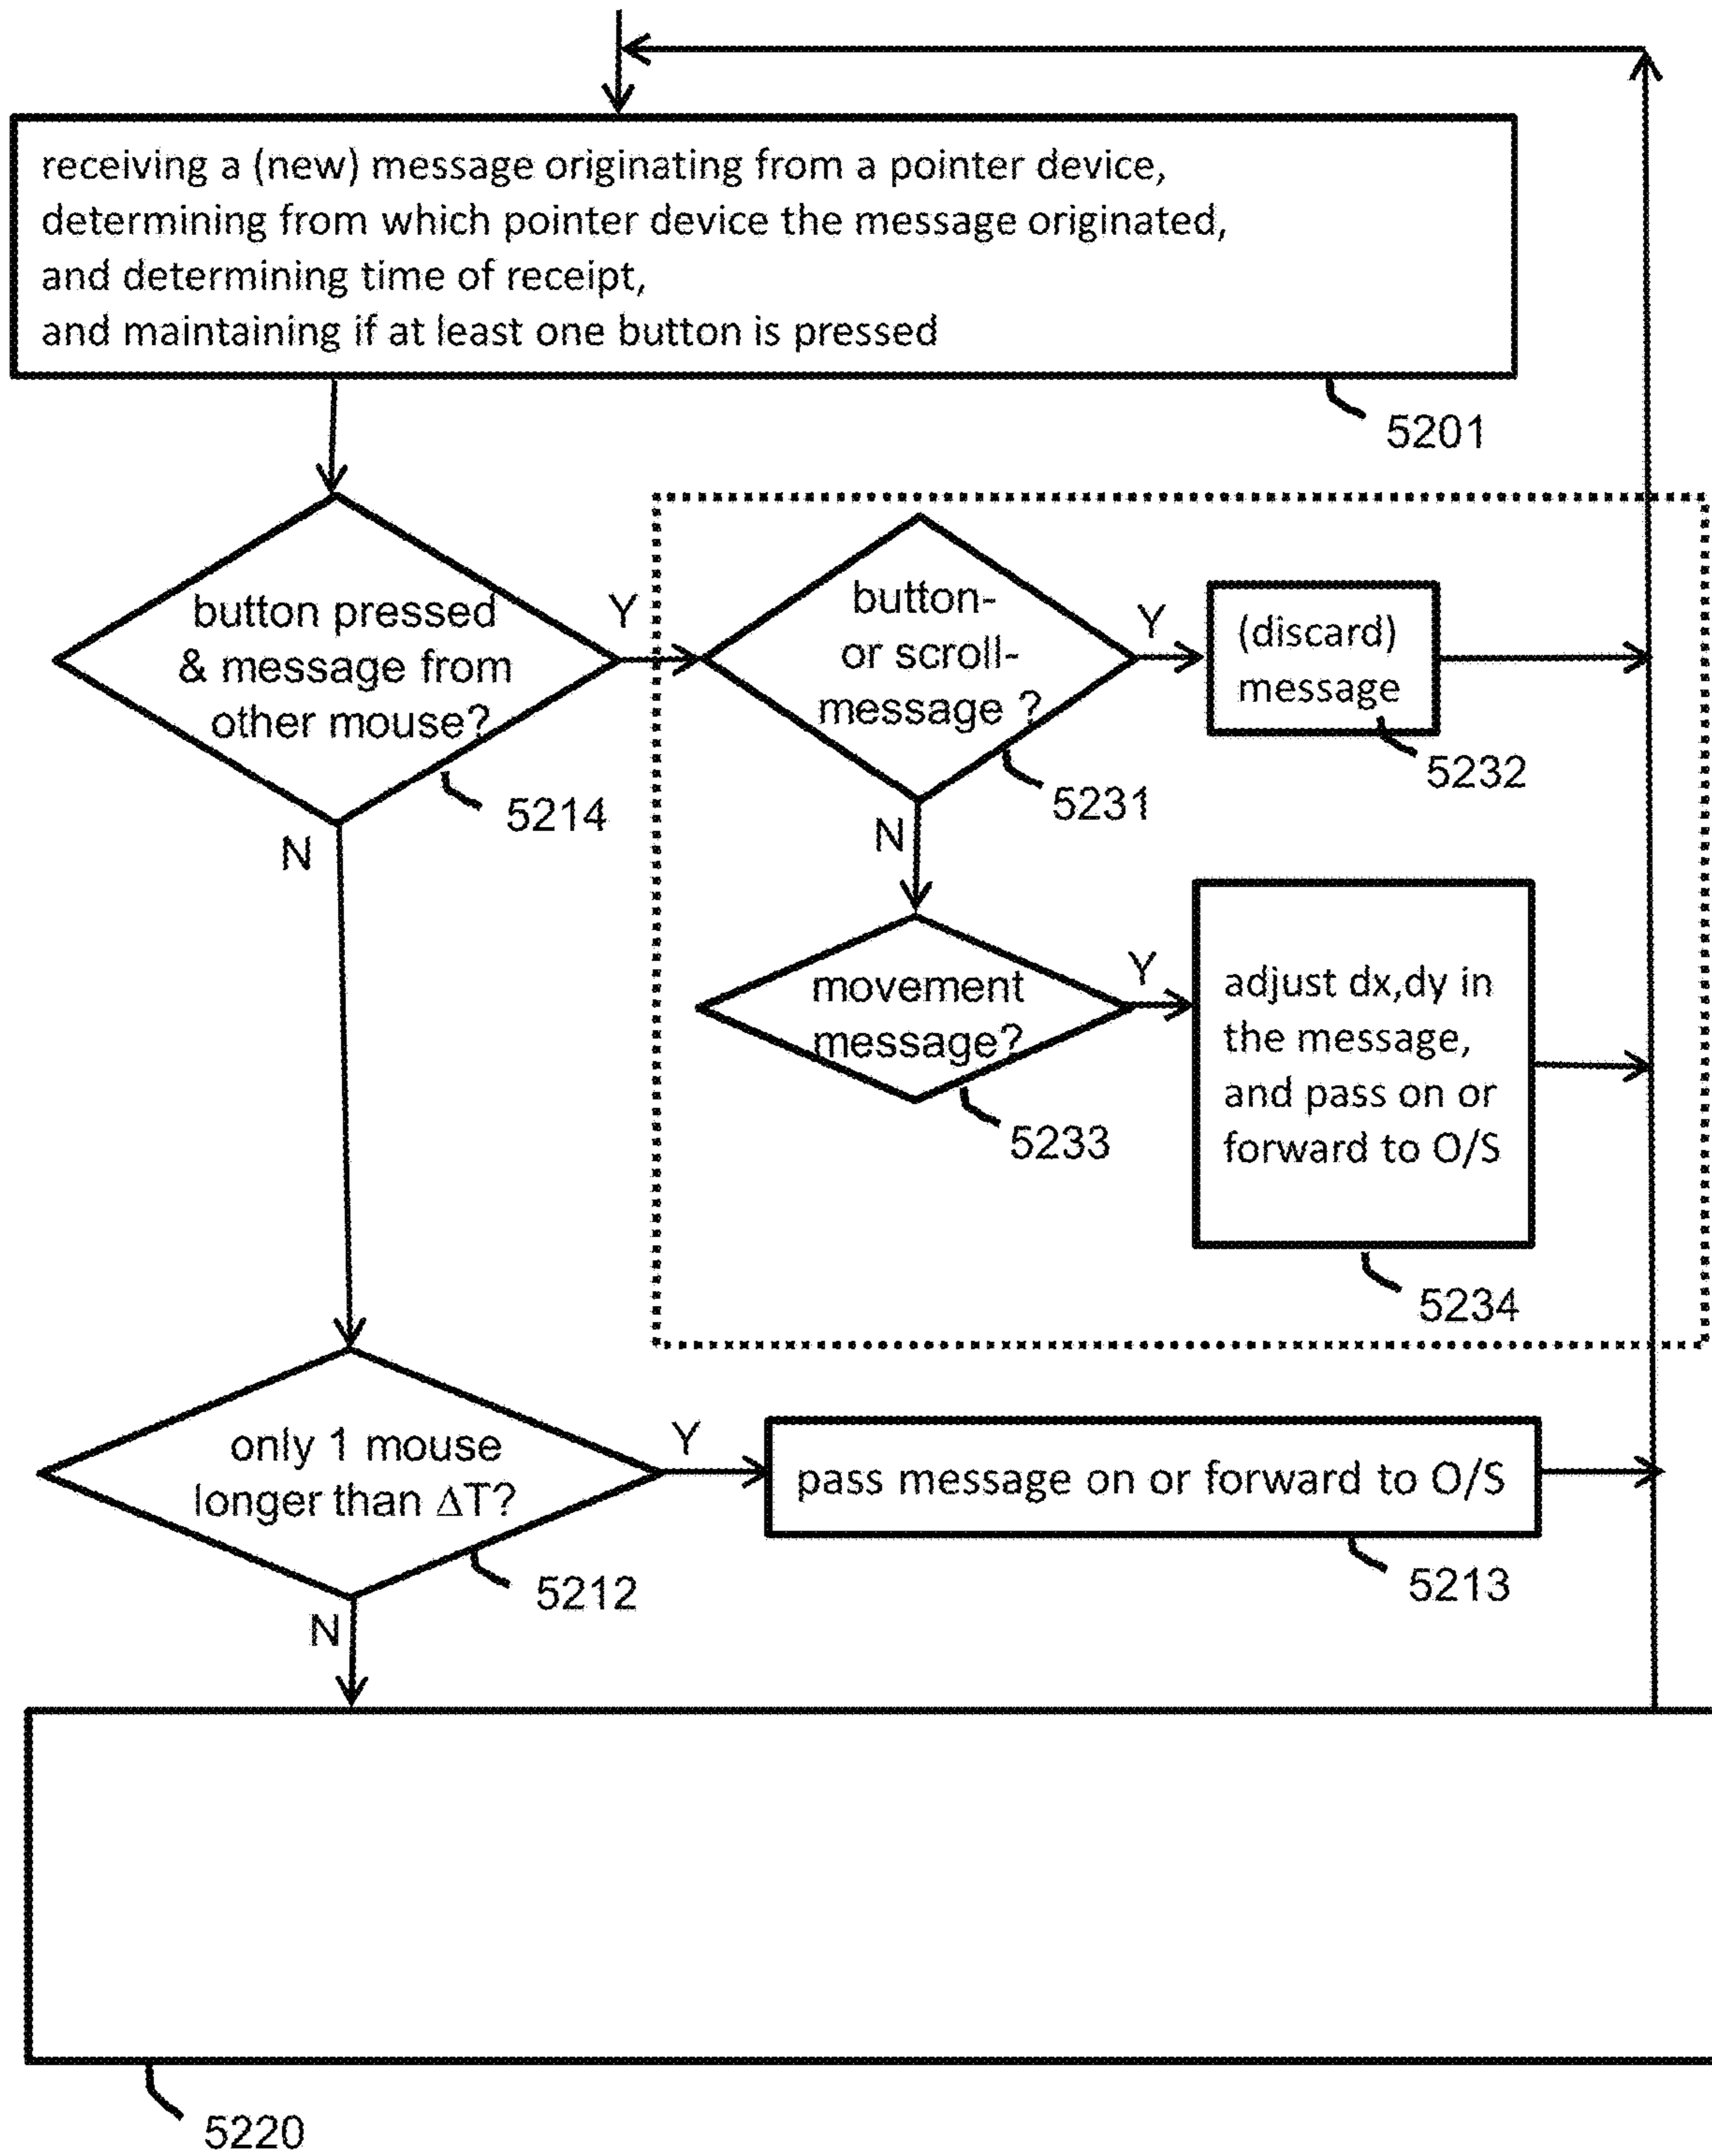 receiving a (new) message originating from a pointer device,
determining from which pointer device the message originated,
and determining time of receipt,
and maintaining if at least one button is pressed
5201
button pressed
& message from
other mouse?
5214
Y
N
button-
or scroll-
message ?
5231
Y
N
(discard)
message
5232
movement
message?
5233
Y
adjust dx,dy in
the message,
and pass on or
forward to O/S
5234
only 1 mouse
longer than ΔT?
5212
Y
N
pass message on or forward to O/S
5213
5220